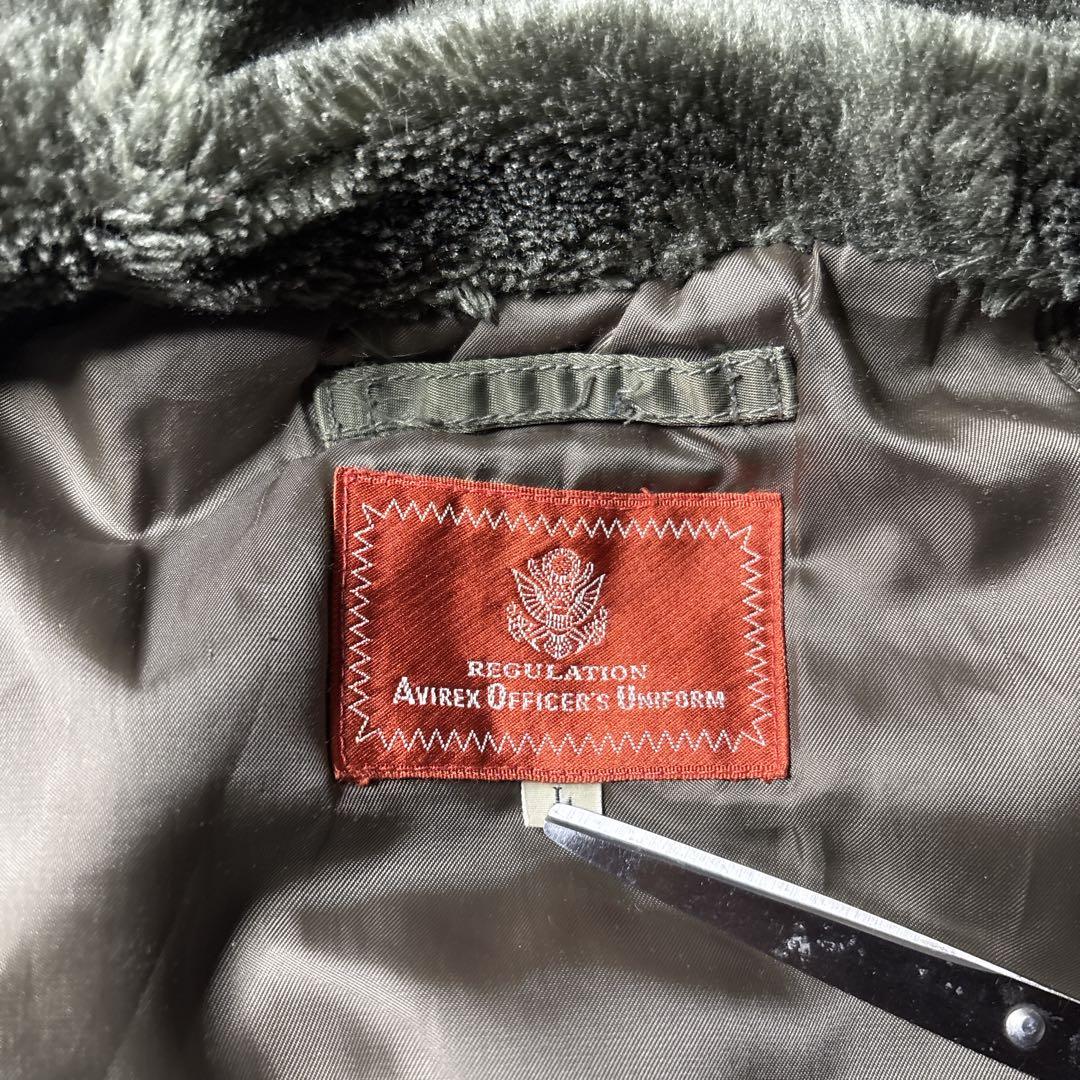 REGULATION
AVIREX OFFICER'S UNIFORM
L